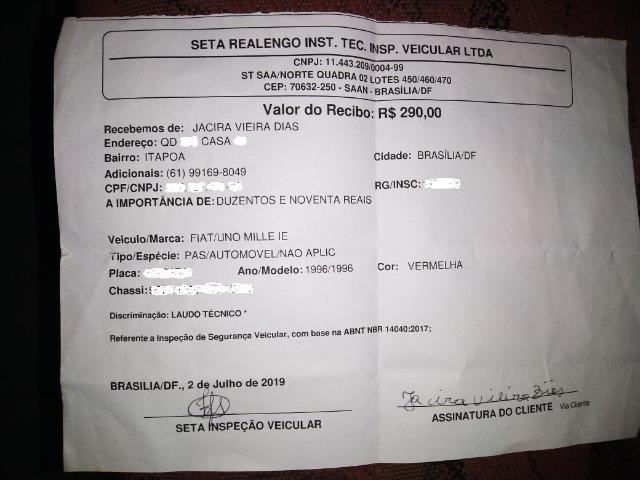 SETA REALENGO INST. TEC. INSP. VEICULAR LTDA
CNPJ: 11.443.209/0004-99
ST SAA/NORTE QUADRA 02 LOTES 450/460/470
CEP: 70632-250 - SAAN - BRASÍLIA/DF
Valor do Recibo: R$ 290,00
Recebemos de: JACIRA VIEIRA DIAS
Endereço: QD CASA
Bairro: ITAPOA Cidade: BRASÍLIA/DF
Adicionais: (61) 99169-8049
CPF/CNPJ: RG/INSC:
A IMPORTÂNCIA DE: DUZENTOS E NOVENTA REAIS
Veiculo/Marca: FIAT/UNO MILLE IE
Tipo/Espécie: PAS/AUTOMOVEL/NAO APLIC
Placa: Ano/Modelo: 1996/1996 Cor: VERMELHA
Chassi:
Discriminação: LAUDO TÉCNICO *
Referente a Inspeção de Segurança Veicular, com base na ABNT NBR 14040:2017;
BRASILIA/DF., 2 de Julho de 2019
Jacira Vieira Dias
SETA INSPEÇÃO VEICULAR
ASSINATURA DO CLIENTE Via Cliente